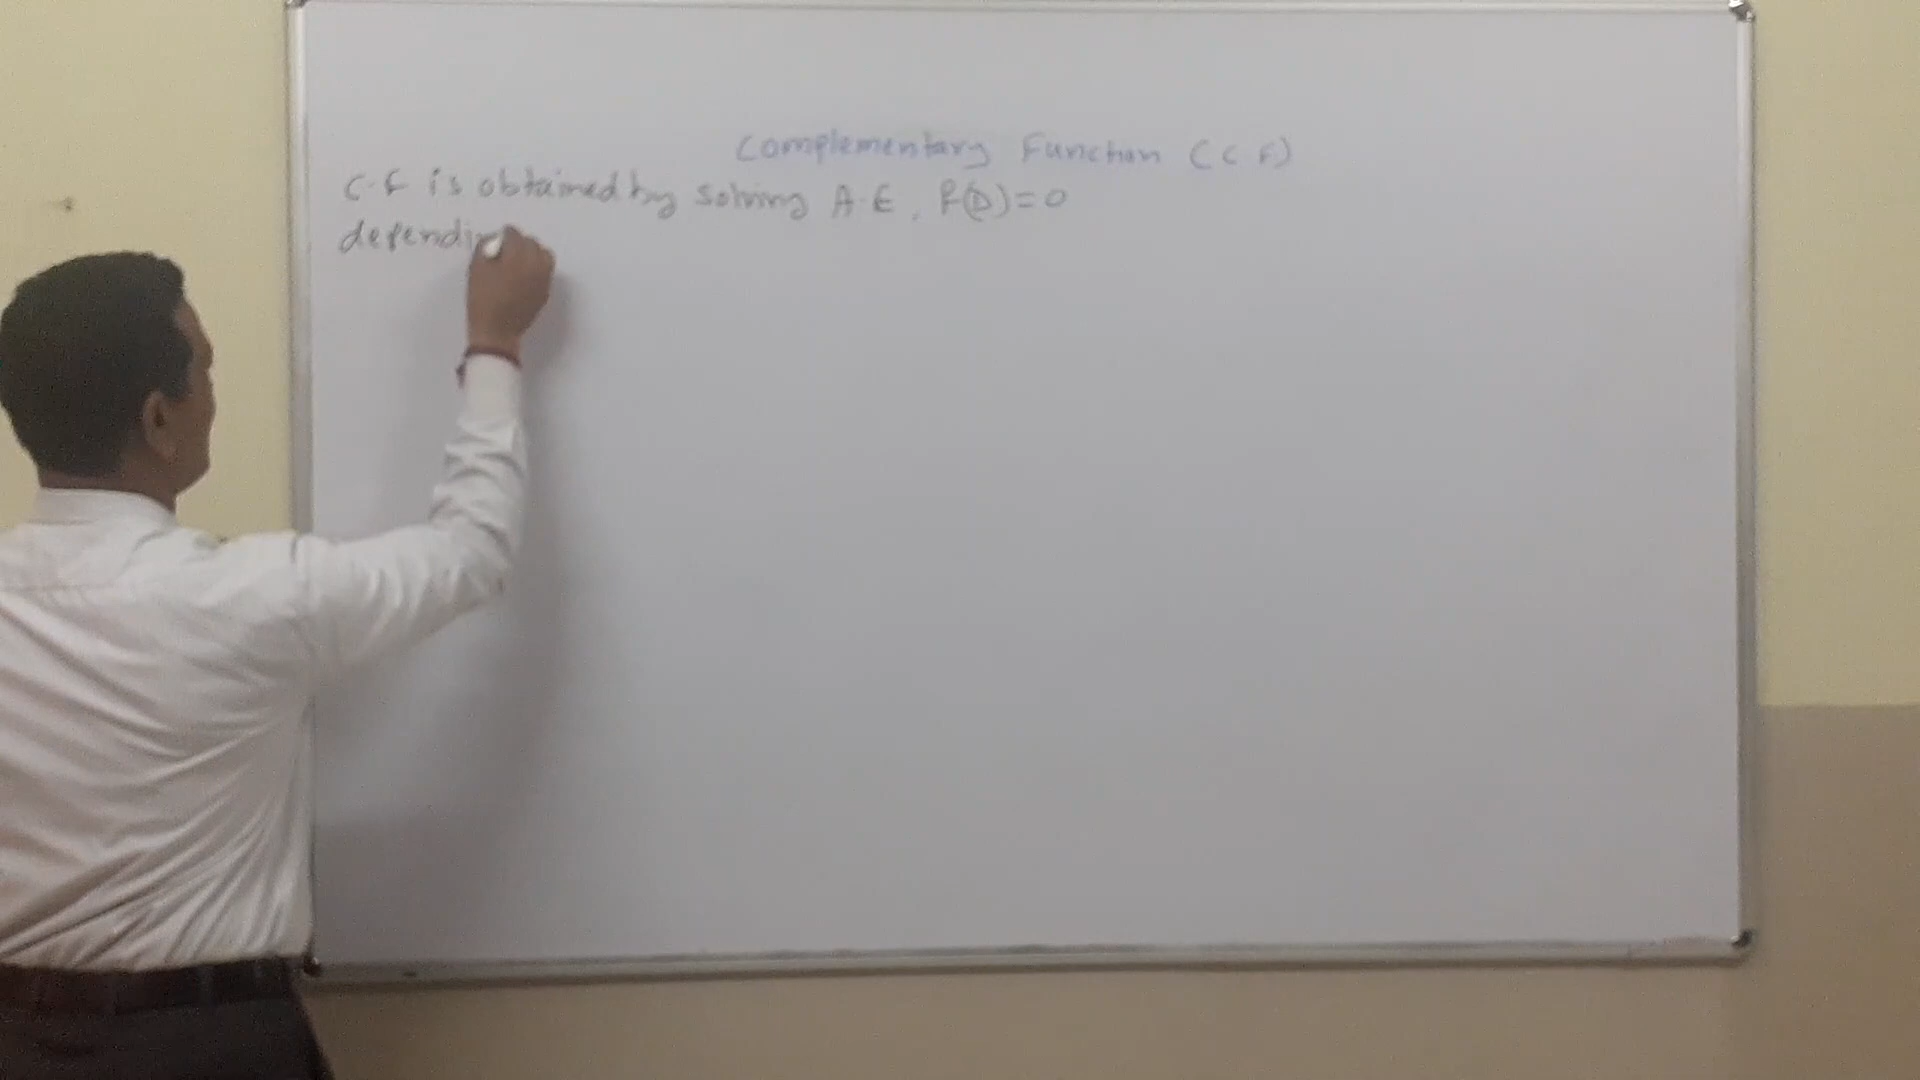 Complementary Function (C F)
C.F is obtained by solving A.E. f(D)=0
dependi